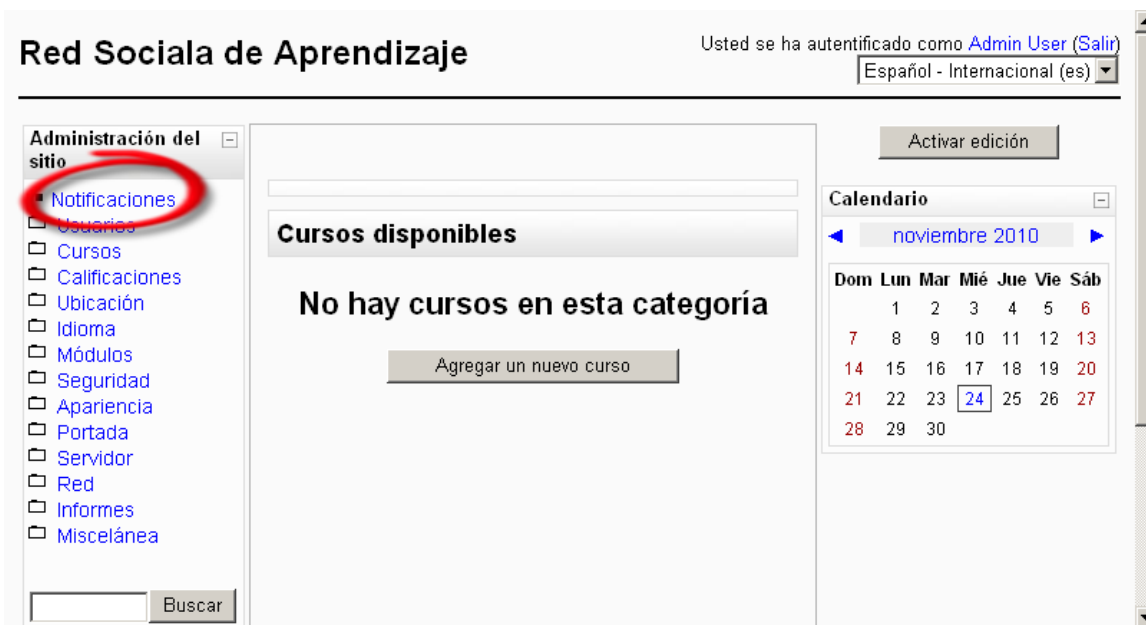 Red Sociala de Aprendizaje
Usted se ha autentificado como Admin User (Salir)
Español - Internacional (es)
Administración del
sitio
Notificaciones
Usuarios
Cursos
Calificaciones
Ubicación
Idioma
Módulos
Seguridad
Apariencia
Portada
Servidor
Red
Informes
Miscelánea
Buscar
Cursos disponibles
No hay cursos en esta categoría
Agregar un nuevo curso
Activar edición
Calendario
noviembre 2010
Dom Lun Mar Mié Jue Vie Sáb
1 2 3 4 5 6
7 8 9 10 11 12 13
14 15 16 17 18 19 20
21 22 23 24 25 26 27
28 29 30